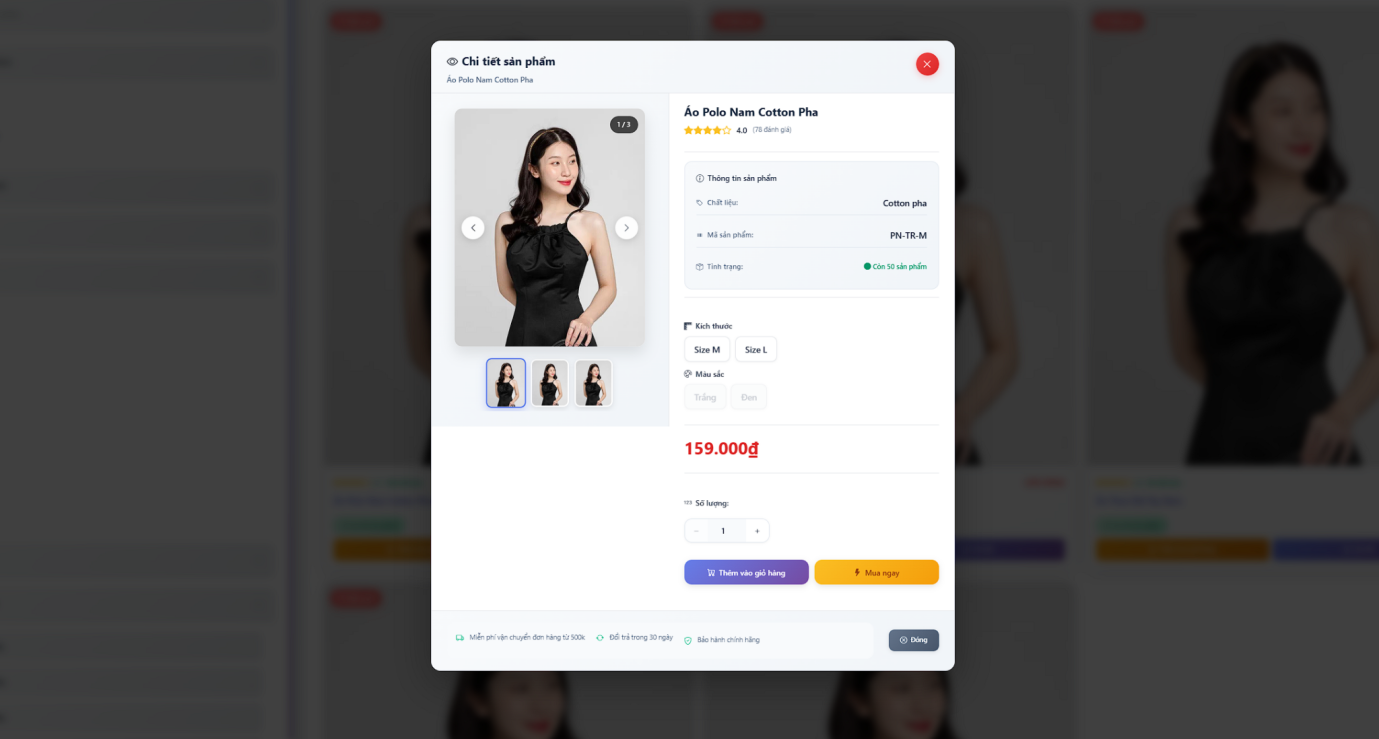 Chi tiết sản phẩm
Áo Polo Nam Cotton Pha
1 / 3
Áo Polo Nam Cotton Pha
4.0 (78 đánh giá)
Thông tin sản phẩm
Chất liệu: Cotton pha
Mã sản phẩm: PN-TR-M
Tình trạng: Còn 50 sản phẩm
Kích thước
Size M Size L
Màu sắc
Trắng Đen
159.000₫
123 Số lượng:
− 1 +
Thêm vào giỏ hàng Mua ngay
Miễn phí vận chuyển đơn hàng từ 500k Đổi trả trong 30 ngày Bảo hành chính hãng
Đóng